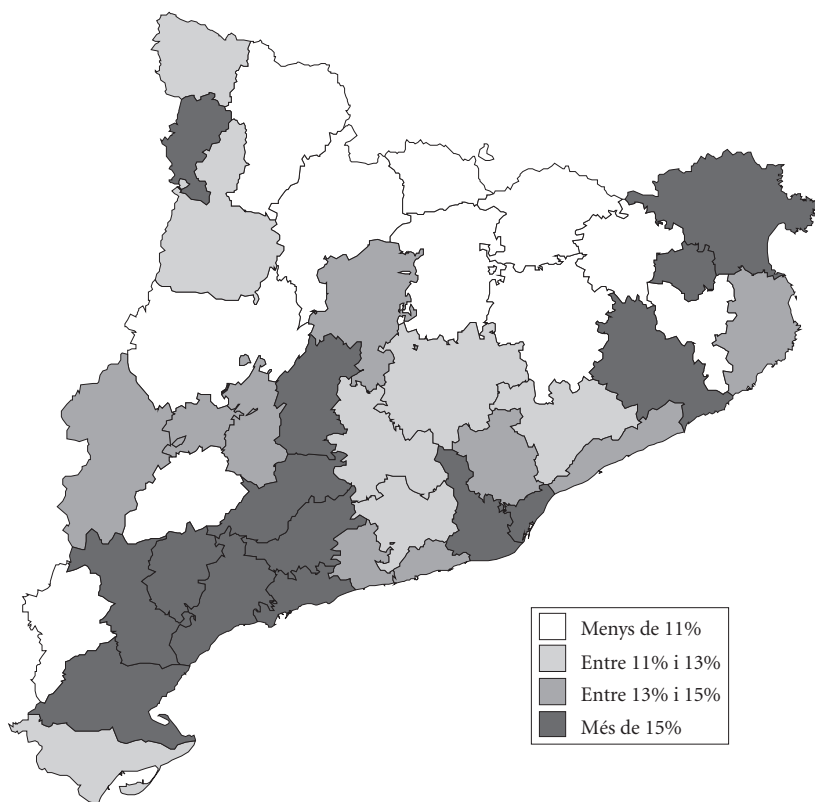 Menys de 11%
Entre 11% i 13%
Entre 13% i 15%
Més de 15%